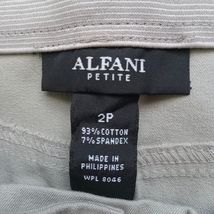 ALFANI
PETITE
2P
93% COTTON
7% SPANDEX
MADE IN
PHILIPPINES
WPL 8046